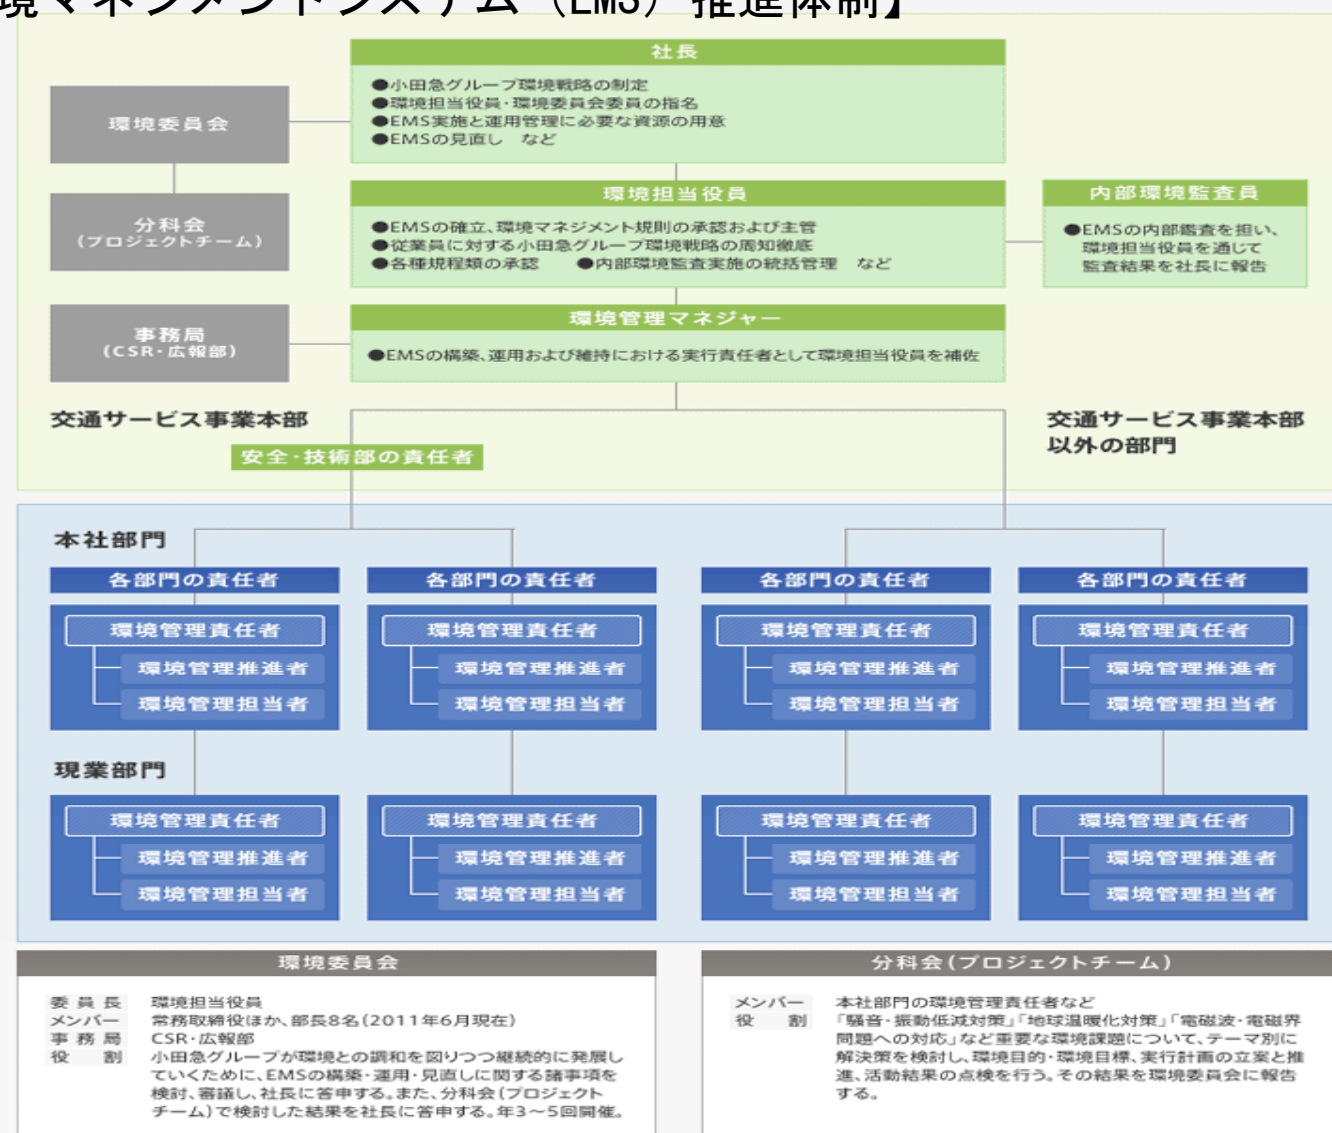 境マネンメントシステム（EMS）推進体制】
社長
●小田急グループ環境戦略の制定
●環境担当役員・環境委員会委員の指名
●EMS実施と運用管理に必要な資源の用意
●EMSの見直し　など
環境委員会
分科会
(プロジェクトチーム)
環境担当役員
●EMSの確立、環境マネジメント規則の承認および主管
●従業員に対する小田急グループ環境戦略の周知徹底
●各種規程類の承認　●内部環境監査実施の統括管理　など
内部環境監査員
●EMSの内部鑑査を担い、
環境担当役員を通じて
監査結果を社長に報告
事務局
(CSR・広報部)
環境管理マネジャー
●EMSの構築、運用および維持における実行責任者として環境担当役員を補佐
交通サービス事業本部
安全・技術部の責任者
交通サービス事業本部
以外の部門
本社部門
各部門の責任者
環境管理責任者
環境管理推進者
環境管理担当者
各部門の責任者
環境管理責任者
環境管理推進者
環境管理担当者
各部門の責任者
環境管理責任者
環境管理推進者
環境管理担当者
各部門の責任者
環境管理責任者
環境管理推進者
環境管理担当者
現業部門
環境管理責任者
環境管理推進者
環境管理担当者
環境管理責任者
環境管理推進者
環境管理担当者
環境管理責任者
環境管理推進者
環境管理担当者
環境管理責任者
環境管理推進者
環境管理担当者
環境委員会
委員長　環境担当役員
メンバー　常務取締役ほか、部長8名(2011年6月現在)
事務局　CSR・広報部
役割　小田急グループが環境との調和を図りつつ継続的に発展し
ていくために、EMSの構築・運用・見直しに関する諸事項を
検討、審議し、社長に答申する。また、分科会(プロジェクト
チーム)で検討した結果を社長に答申する。年3～5回開催。
分科会(プロジェクトチーム)
メンバー　本社部門の環境管理責任者など
役割　「騒音・振動低減対策」「地球温暖化対策」「電磁波・電磁界
問題への対応」など重要な環境課題について、テーマ別に
解決策を検討し、環境目的・環境目標、実行計画の立案と推
進、活動結果の点検を行う。その結果を環境委員会に報告
する。